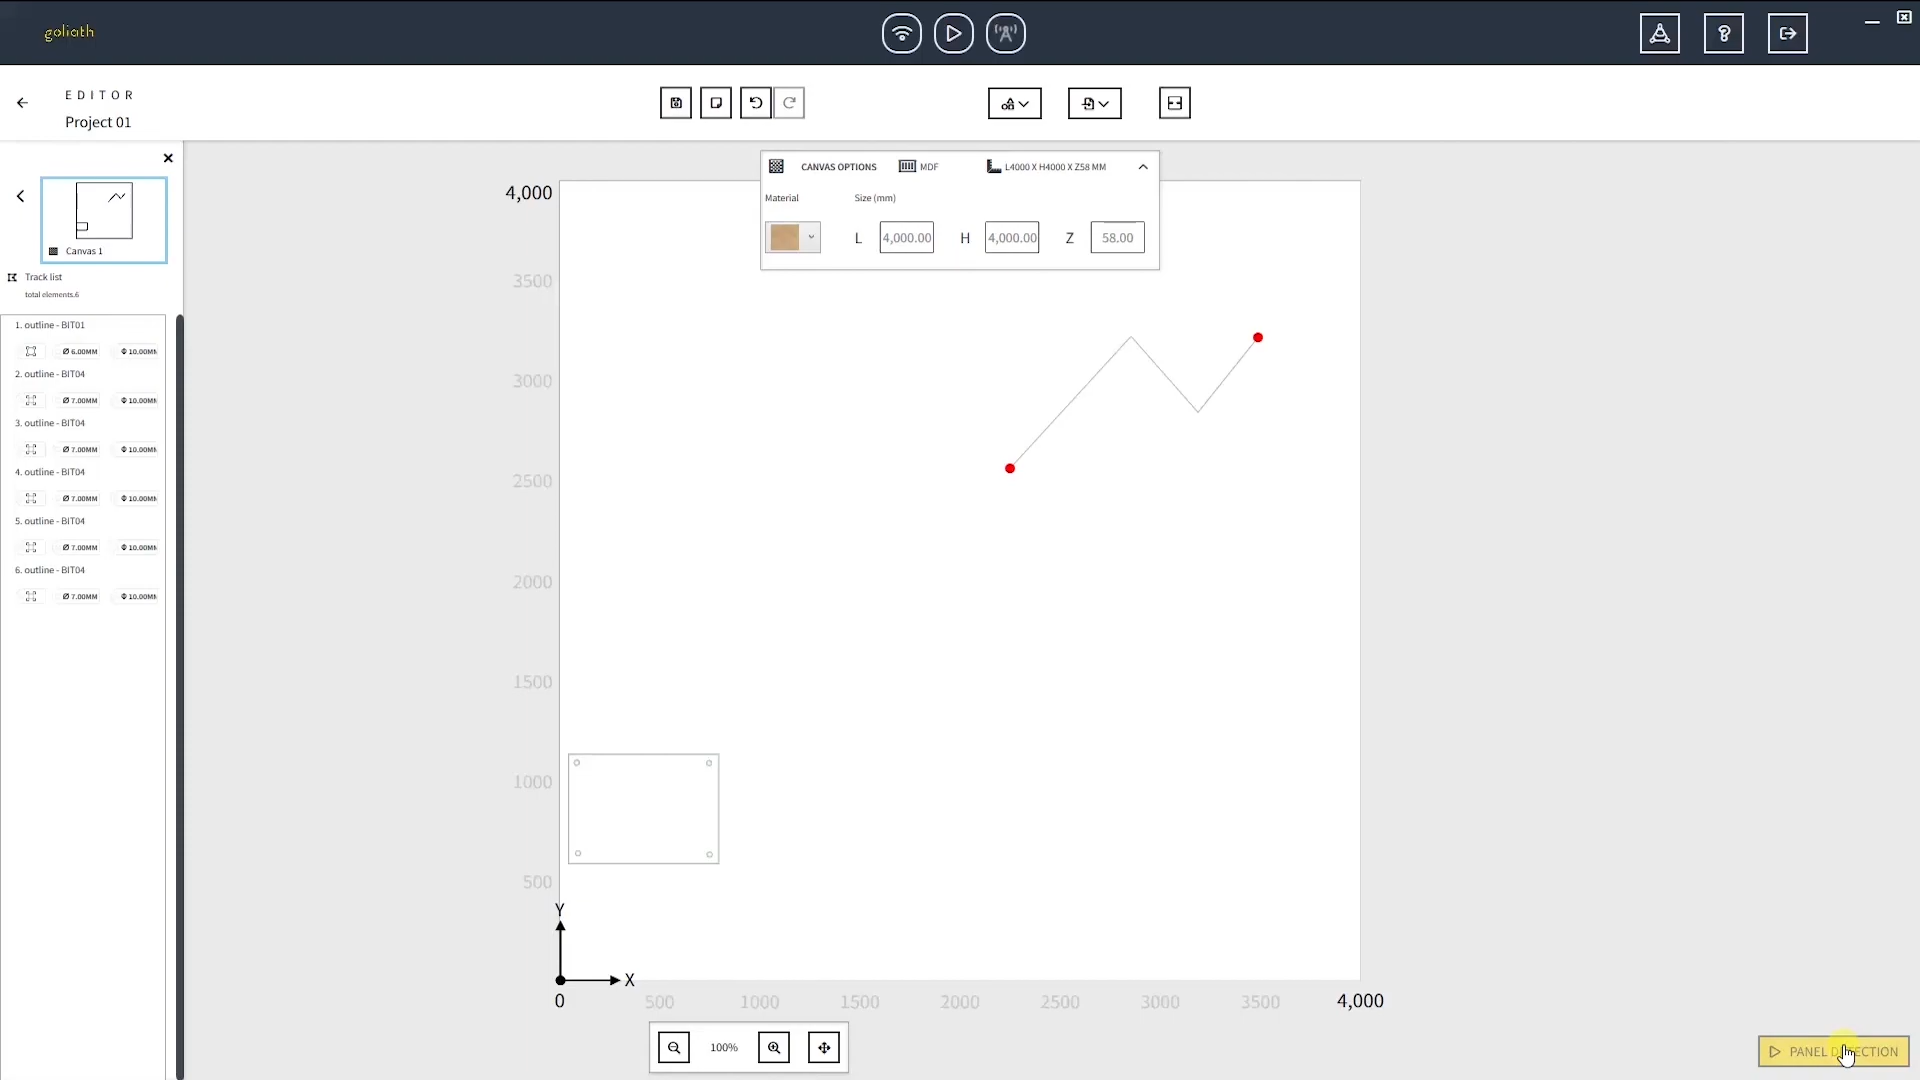 goliath
EDITOR
Project 01
Canvas 1
Track list
total elements.6
1. outline - BIT01
Ø 6.00MM 10.00MM
2. outline - BIT04
Ø 7.00MM 10.00MM
3. outline - BIT04
Ø 7.00MM 10.00MM
4. outline - BIT04
Ø 7.00MM 10.00MM
5. outline - BIT04
Ø 7.00MM 10.00MM
6. outline - BIT04
Ø 7.00MM 10.00MM
CANVAS OPTIONS MDF L4000 X H4000 X Z58 MM
Material Size (mm)
L 4,000.00 H 4,000.00 Z 58.00
4,000
3500
3000
2500
2000
1500
1000
500
Y
X
0 500 1000 1500 2000 2500 3000 3500 4,000
100%
PANEL DETECTION